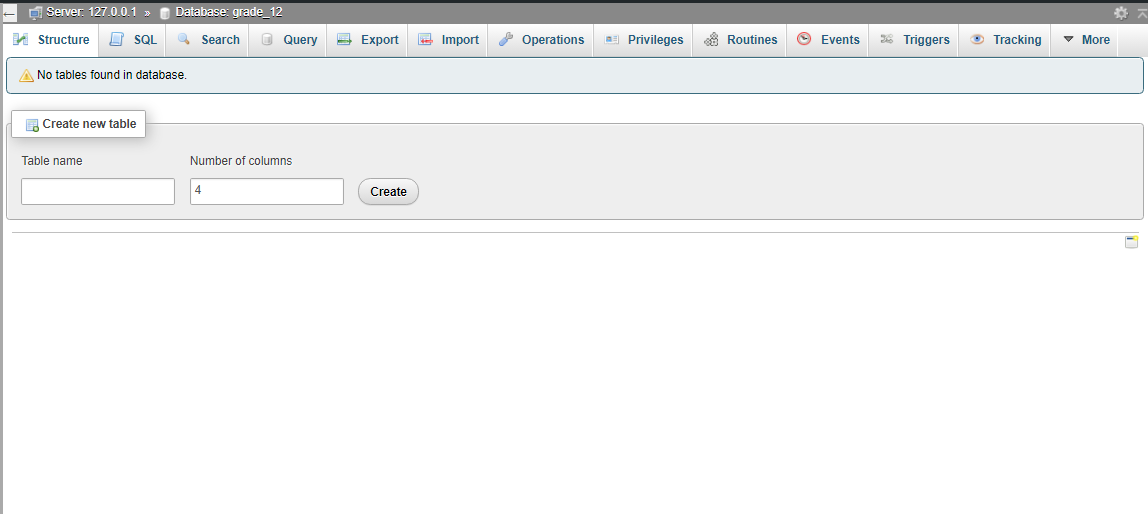 Server: 127.0.0.1 » Database: grade_12
Structure SQL Search Query Export Import Operations Privileges Routines Events Triggers Tracking More
No tables found in database.
Create new table
Table name Number of columns
4 Create